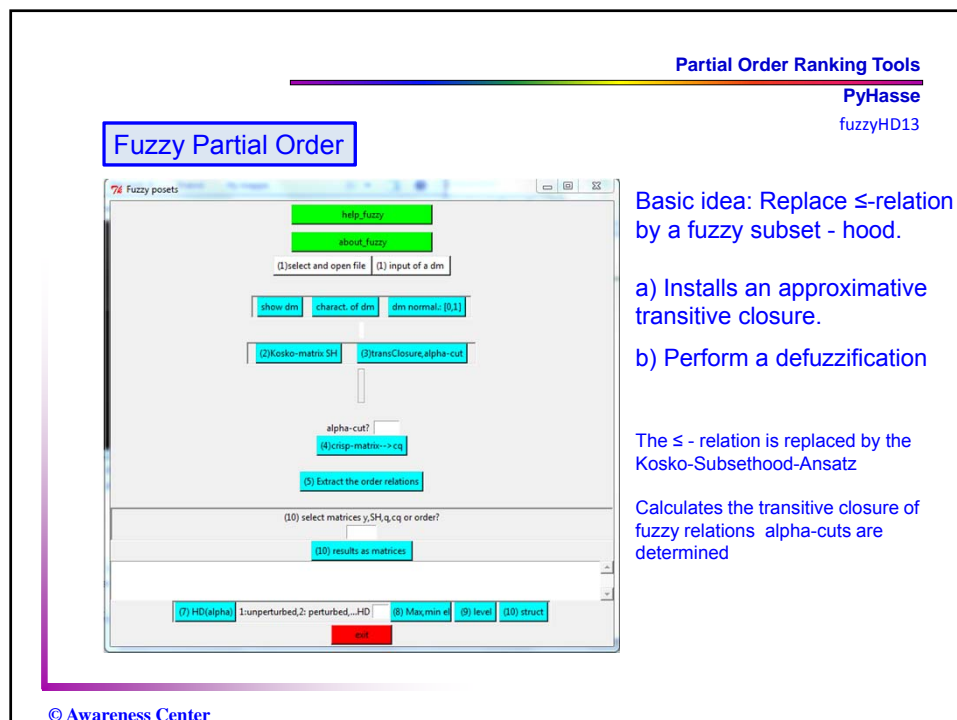 Partial Order Ranking Tools
PyHasse
fuzzyHD13
Fuzzy Partial Order
Fuzzy posets
help_fuzzy
about_fuzzy
(1)select and open file (1) input of a dm
show dm charact. of dm dm normal.: [0,1]
(2)Kosko-matrix SH (3)transClosure,alpha-cut
alpha-cut?
(4)crisp-matrix-->cq
(5) Extract the order relations
(10) select matrices y,SH,q,cq or order?
(10) results as matrices
(7) HD(alpha) 1:unperturbed,2: perturbed,...HD (8) Max,min el (9) level (10) struct
exit
Basic idea: Replace ≤-relation
by a fuzzy subset - hood.
a) Installs an approximative
transitive closure.
b) Perform a defuzzification
The ≤ - relation is replaced by the
Kosko-Subsethood-Ansatz
Calculates the transitive closure of
fuzzy relations alpha-cuts are
determined
© Awareness Center